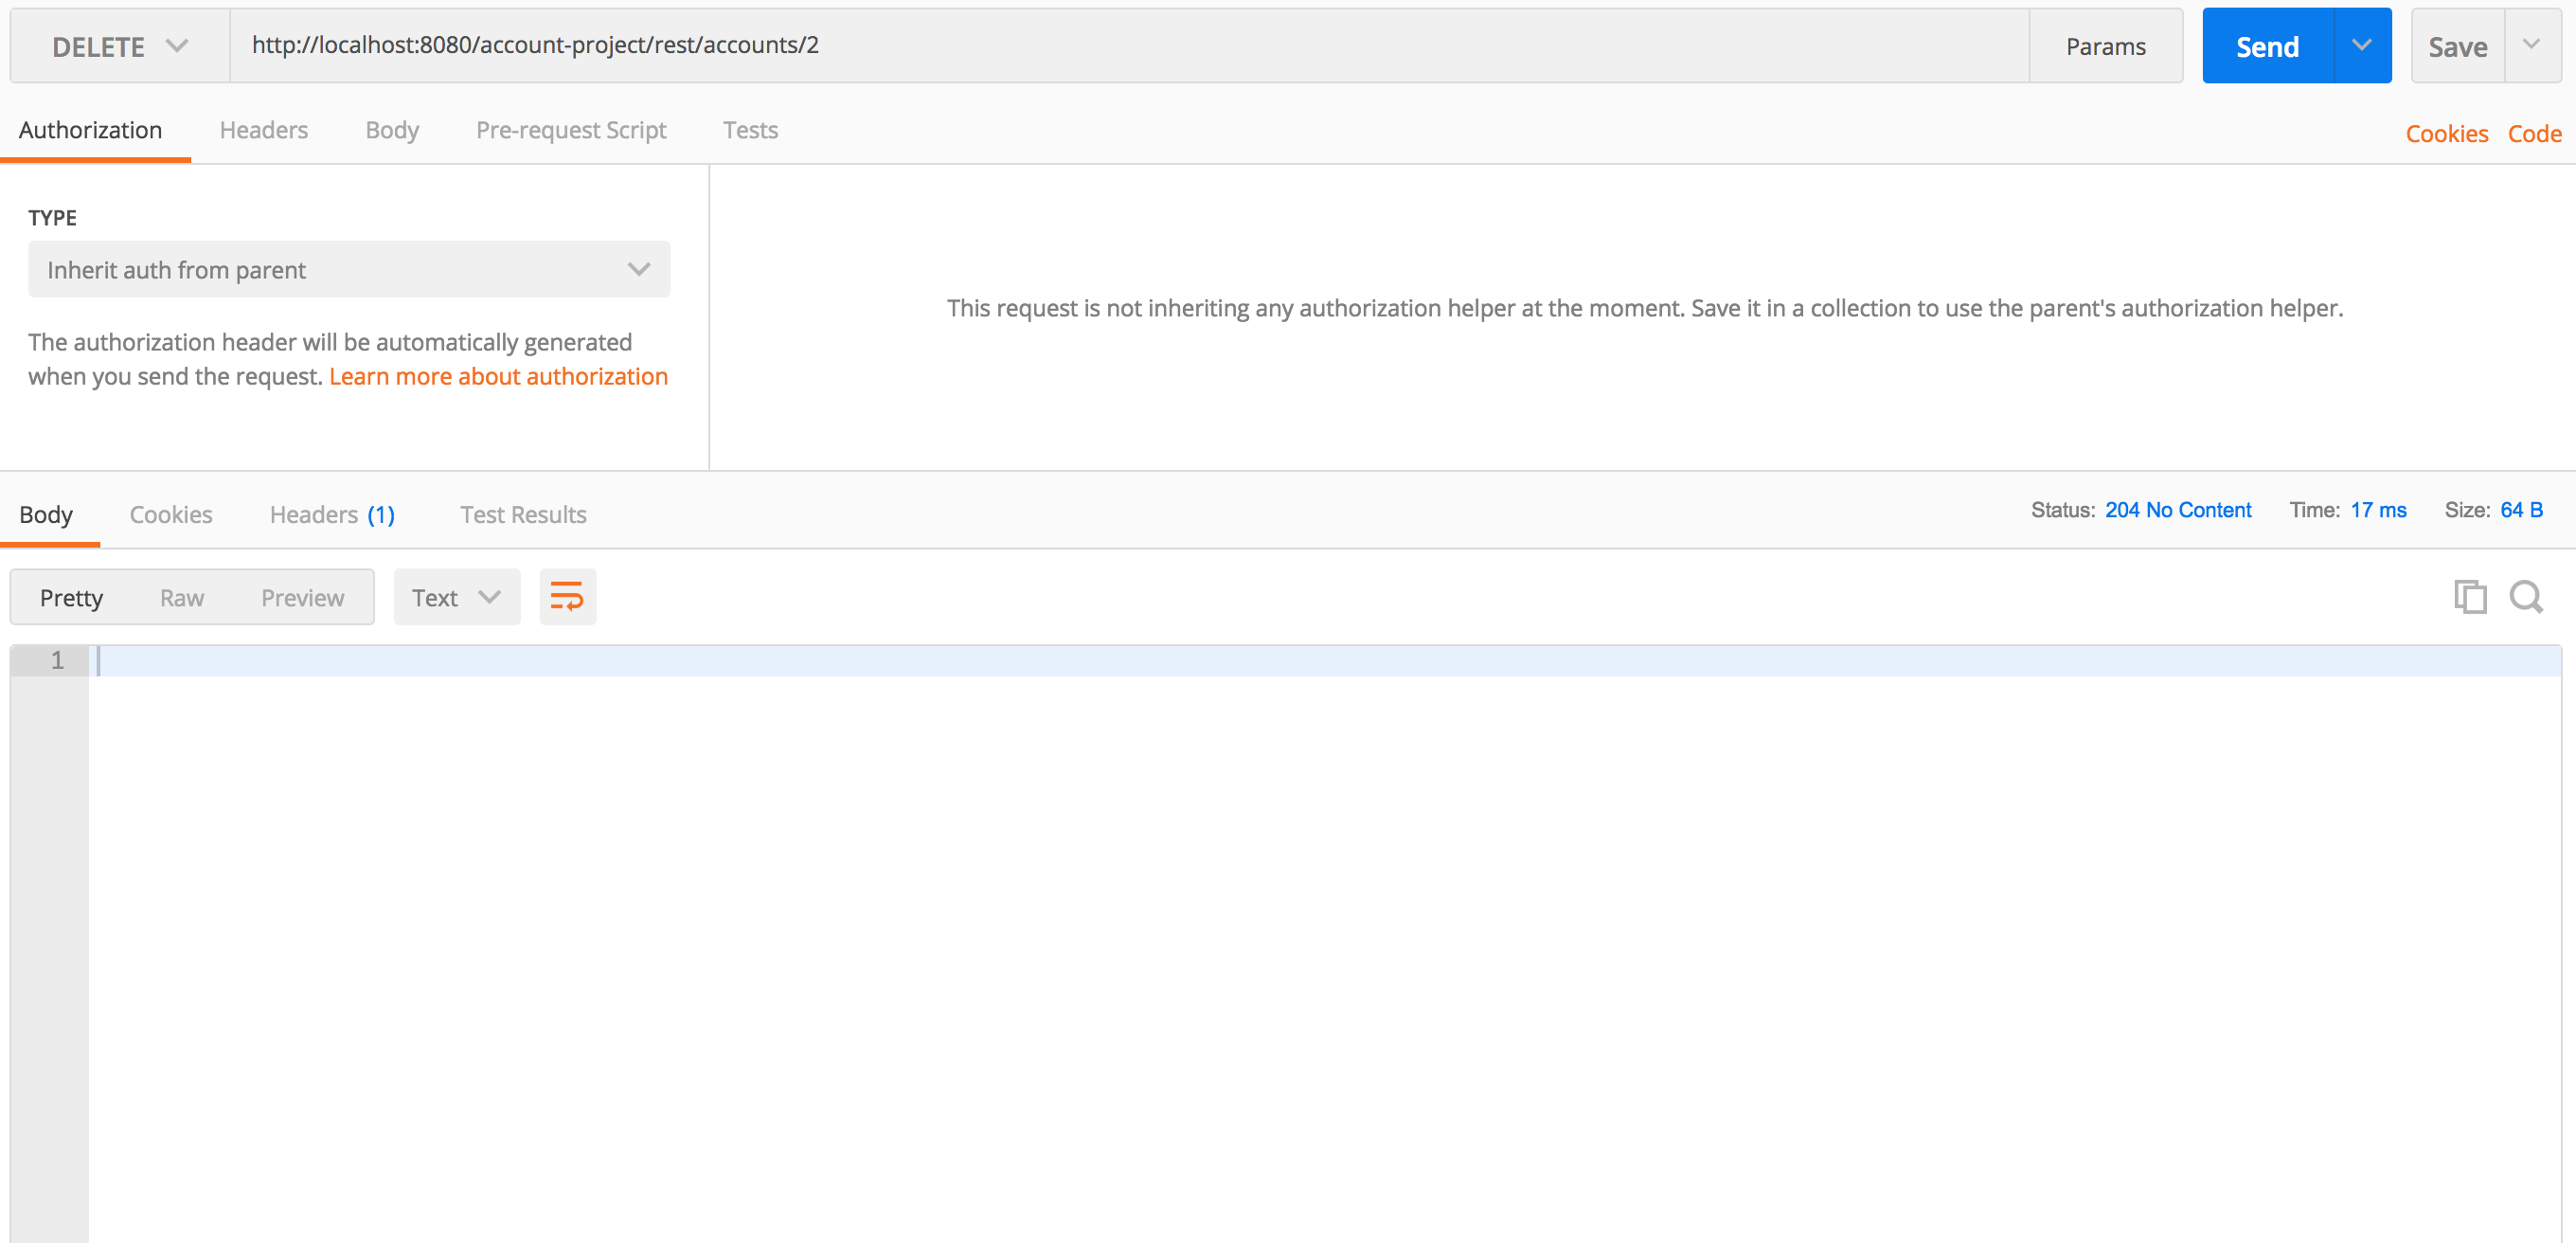 DELETE http://localhost:8080/account-project/rest/accounts/2 Params Send Save
Authorization Headers Body Pre-request Script Tests Cookies Code
TYPE
Inherit auth from parent
The authorization header will be automatically generated
when you send the request. Learn more about authorization
This request is not inheriting any authorization helper at the moment. Save it in a collection to use the parent's authorization helper.
Body Cookies Headers (1) Test Results Status: 204 No Content Time: 17 ms Size: 64 B
Pretty Raw Preview Text
1